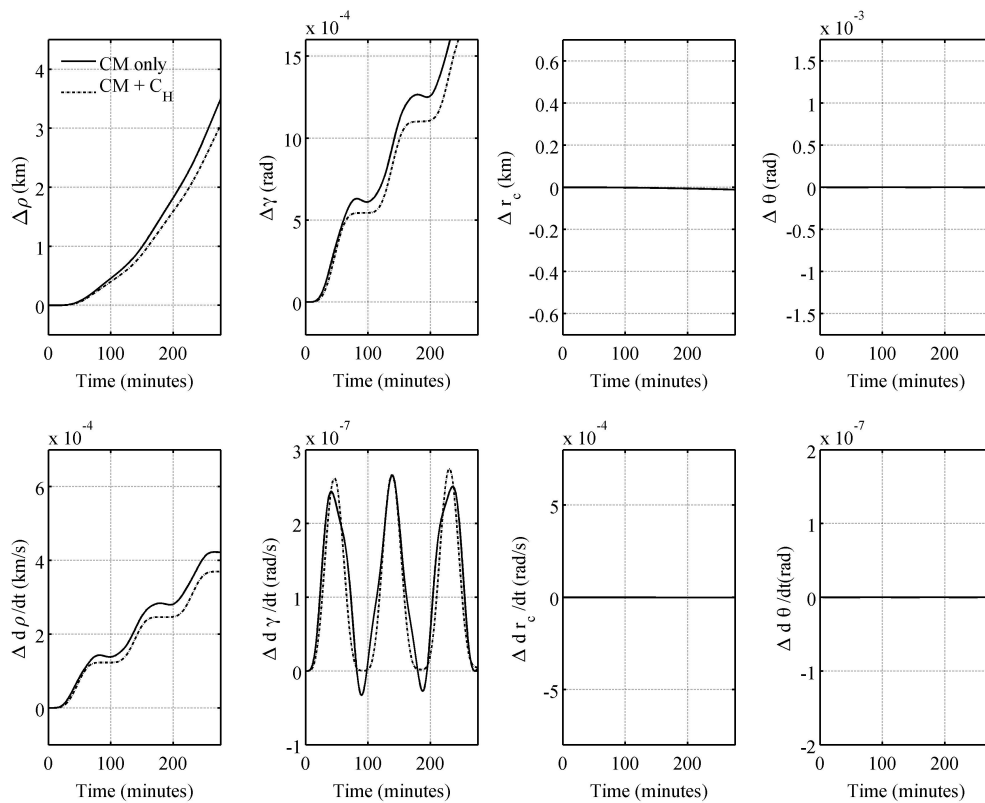 x 10^-4
x 10^-3
4
3
2
1
0
Δρ (km)
CM only
CM + C_H
0 100 200
Time (minutes)
15
10
5
0
Δγ (rad)
0 100 200
Time (minutes)
0.6
0.4
0.2
0
-0.2
-0.4
-0.6
Δ r_c (km)
0 100 200
Time (minutes)
1.5
1
0.5
0
-0.5
-1
-1.5
Δ θ (rad)
0 100 200
Time (minutes)
x 10^-4
6
4
2
0
Δ d ρ /dt (km/s)
0 100 200
Time (minutes)
x 10^-7
3
2
1
0
-1
Δ d γ /dt (rad/s)
0 100 200
Time (minutes)
x 10^-4
5
0
-5
Δ d r_c /dt (rad/s)
0 100 200
Time (minutes)
x 10^-7
2
1
0
-1
-2
Δ d θ /dt(rad)
0 100 200
Time (minutes)